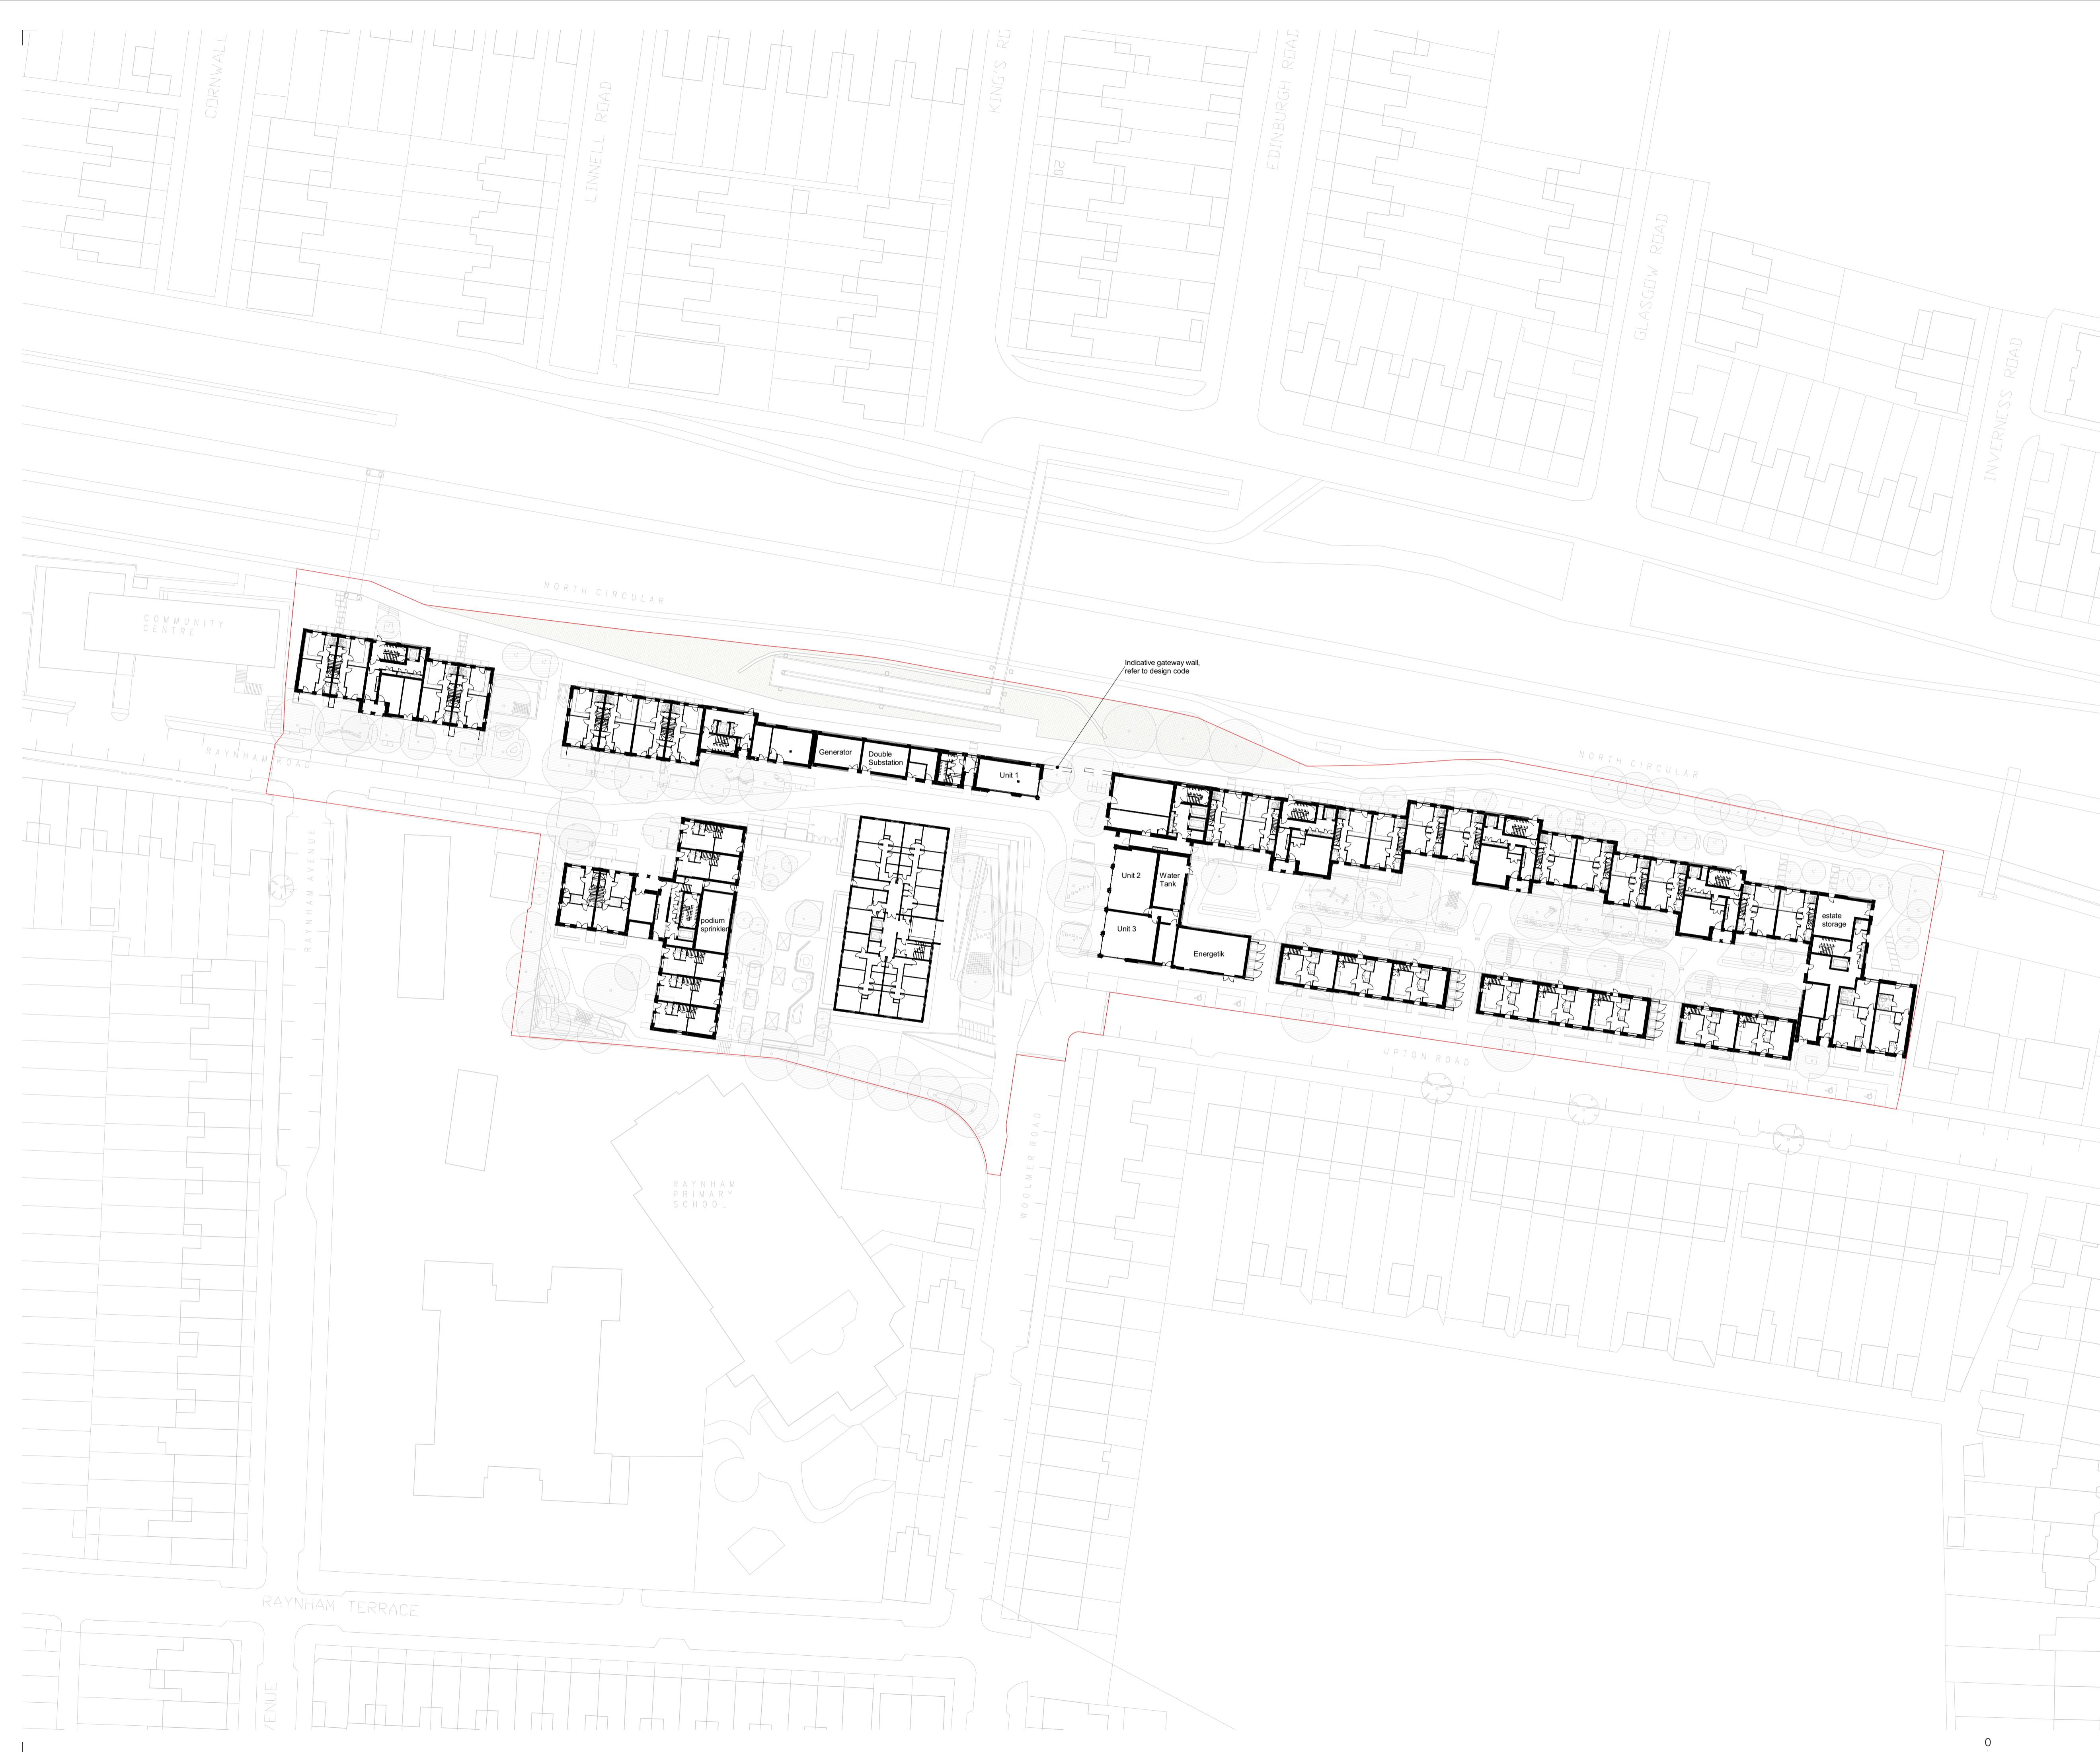 CORNWALL
LINNELL ROAD
KING'S RD
EDINBURGH ROAD
50
GLASGOW ROAD
INVERNESS ROAD
NORTH CIRCULAR
COMMUNITY
CENTRE
Indicative gateway wall,
refer to design code
RAYNHAM ROAD
Generator
Double
Substation
Unit 1
NORTH CIRCULAR
RAYNHAM AVENUE
Unit 2
Water
Tank
podium
sprinkler
Unit 3
estate
storage
Energetik
UPTON ROAD
WOOLMER ROAD
RAYNHAM
PRIMARY
SCHOOL
RAYNHAM TERRACE
VENUE
0